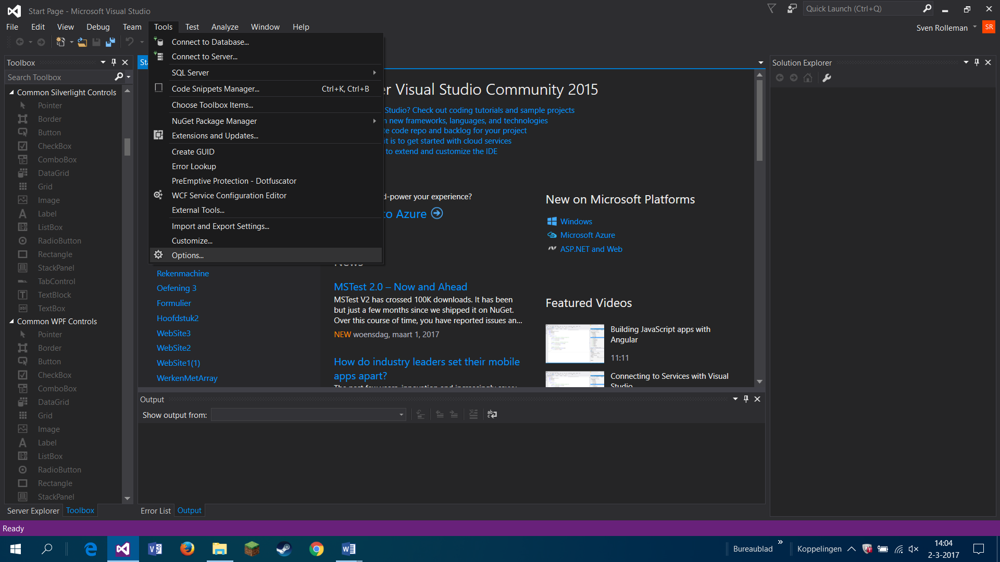 Start Page - Microsoft Visual Studio
Quick Launch (Ctrl+Q)
File Edit View Debug Team Tools Test Analyze Window Help
Sven Rolleman SR
Toolbox
Search Toolbox
Common Silverlight Controls
Pointer
Border
Button
CheckBox
ComboBox
DataGrid
Grid
Image
Label
ListBox
RadioButton
Rectangle
StackPanel
TabControl
TextBlock
TextBox
Common WPF Controls
Pointer
Border
Button
CheckBox
ComboBox
DataGrid
Grid
Image
Label
ListBox
RadioButton
Rectangle
StackPanel
Server Explorer Toolbox
Connect to Database...
Connect to Server...
SQL Server
Code Snippets Manager... Ctrl+K, Ctrl+B
Choose Toolbox Items...
NuGet Package Manager
Extensions and Updates...
Create GUID
Error Lookup
PreEmptive Protection - Dotfuscator
WCF Service Configuration Editor
External Tools...
Import and Export Settings...
Customize...
Options...
Rekenmachine
Oefening 3
Formulier
Hoofdstuk2
WebSite3
WebSite2
WebSite1(1)
WerkenMetArray
Visual Studio Community 2015
Studio? Check out coding tutorials and sample projects
new frameworks, languages, and technologies
code repo and backlog for your project
it is to get started with cloud services
to extend and customize the IDE
d-power your experience?
to Azure
News
MSTest 2.0 – Now and Ahead
MSTest V2 has crossed 100K downloads. It has been
but just a few months since we shipped it on NuGet.
Over this course of time, you have reported issues an...
NEW woensdag, maart 1, 2017
How do industry leaders set their mobile
apps apart?
New on Microsoft Platforms
Windows
Microsoft Azure
ASP.NET and Web
Featured Videos
Building JavaScript apps with
Angular
11:11
Connecting to Services with Visual
Studio
Output
Show output from:
Error List Output
Solution Explorer
Ready
Bureaublad
Koppelingen
14:04
2-3-2017